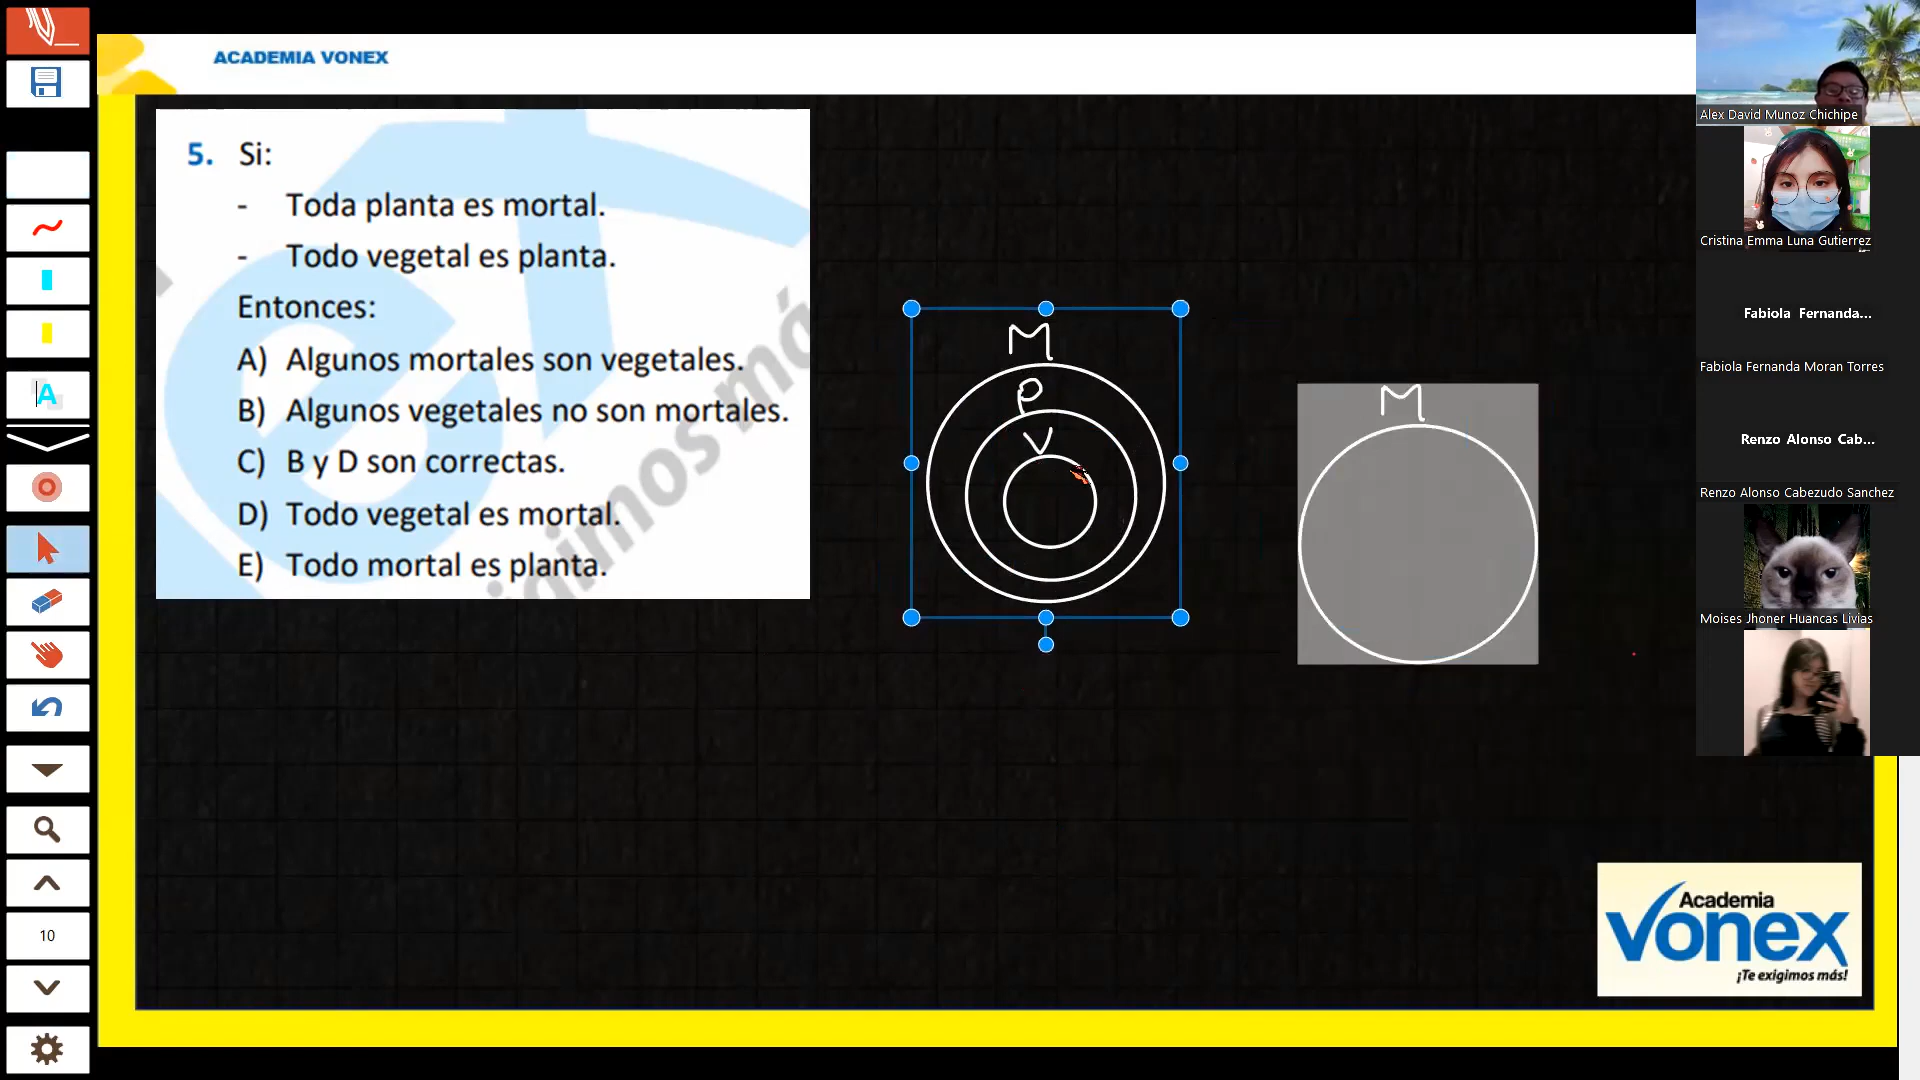 ACADEMIA VONEX
5. Si:
- Toda planta es mortal.
- Todo vegetal es planta.
Entonces:
A) Algunos mortales son vegetales.
B) Algunos vegetales no son mortales.
C) B y D son correctas.
D) Todo vegetal es mortal.
E) Todo mortal es planta.
M
P
V
M
Alex David Munoz Chichipe
Cristina Emma Luna Gutierrez
Fabiola Fernanda...
Fabiola Fernanda Moran Torres
Renzo Alonso Cab...
Renzo Alonso Cabezudo Sanchez
Moises Jhoner Huancas Livias
A
10
Academia
Vonex
¡Te exigimos más!